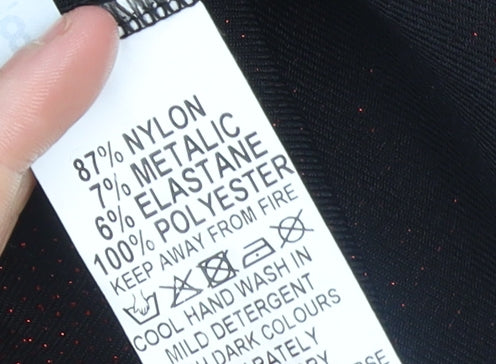 87% NYLON
7% METALIC
6% ELASTANE
100% POLYESTER
KEEP AWAY FROM FIRE
COOL HAND WASH IN
MILD DETERGENT
DARK COLOURS